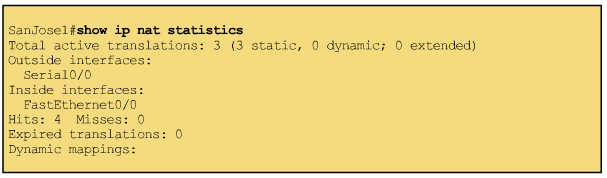 SanJose1#show ip nat statistics
Total active translations: 3 (3 static, 0 dynamic; 0 extended)
Outside interfaces:
  Serial0/0
Inside interfaces:
  FastEthernet0/0
Hits: 4  Misses: 0
Expired translations: 0
Dynamic mappings: